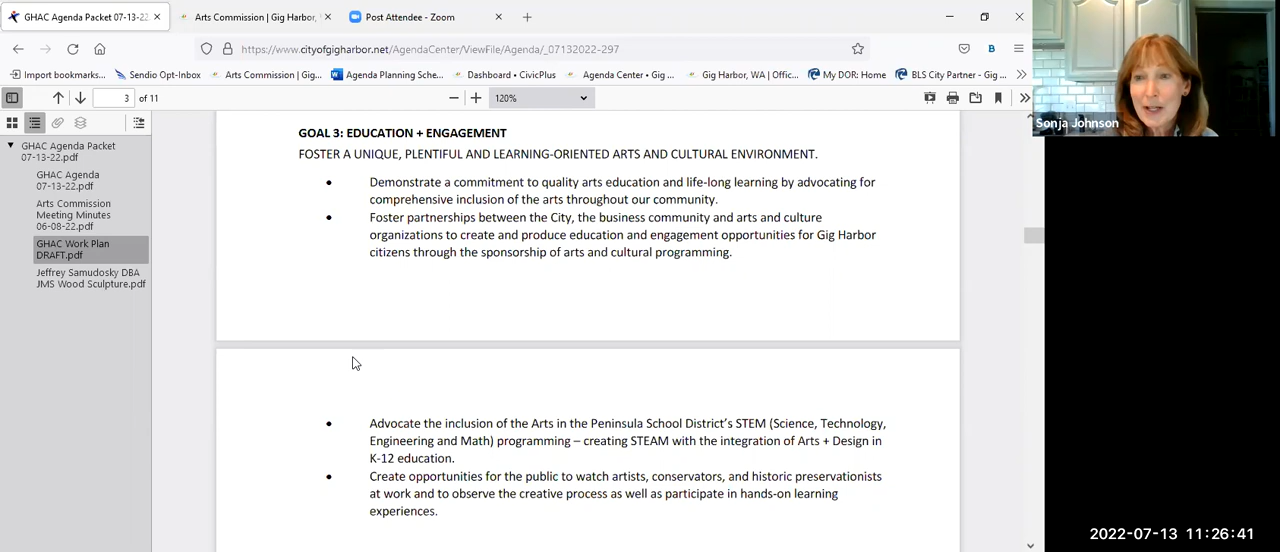 GHAC Agenda Packet 07-13-22.
Arts Commission | Gig Harbor,
Post Attendee - Zoom
https://www.cityofgigharbor.net/AgendaCenter/ViewFile/Agenda/_07132022-297
Import bookmarks...
Sendio Opt-Inbox
Arts Commission | Gig...
Agenda Planning Sche...
Dashboard • CivicPlus
Agenda Center • Gig ...
Gig Harbor, WA | Offic...
My DOR: Home
BLS City Partner - Gig ...
3
of 11
120%
GHAC Agenda Packet
07-13-22.pdf
GHAC Agenda
07-13-22.pdf
Arts Commission
Meeting Minutes
06-08-22.pdf
GHAC Work Plan
DRAFT.pdf
Jeffrey Samudosky DBA
JMS Wood Sculpture.pdf
GOAL 3: EDUCATION + ENGAGEMENT
FOSTER A UNIQUE, PLENTIFUL AND LEARNING-ORIENTED ARTS AND CULTURAL ENVIRONMENT.
• Demonstrate a commitment to quality arts education and life-long learning by advocating for
comprehensive inclusion of the arts throughout our community.
• Foster partnerships between the City, the business community and arts and culture
organizations to create and produce education and engagement opportunities for Gig Harbor
citizens through the sponsorship of arts and cultural programming.
• Advocate the inclusion of the Arts in the Peninsula School District's STEM (Science, Technology,
Engineering and Math) programming – creating STEAM with the integration of Arts + Design in
K-12 education.
• Create opportunities for the public to watch artists, conservators, and historic preservationists
at work and to observe the creative process as well as participate in hands-on learning
experiences.
Sonja Johnson
2022-07-13 11:26:41